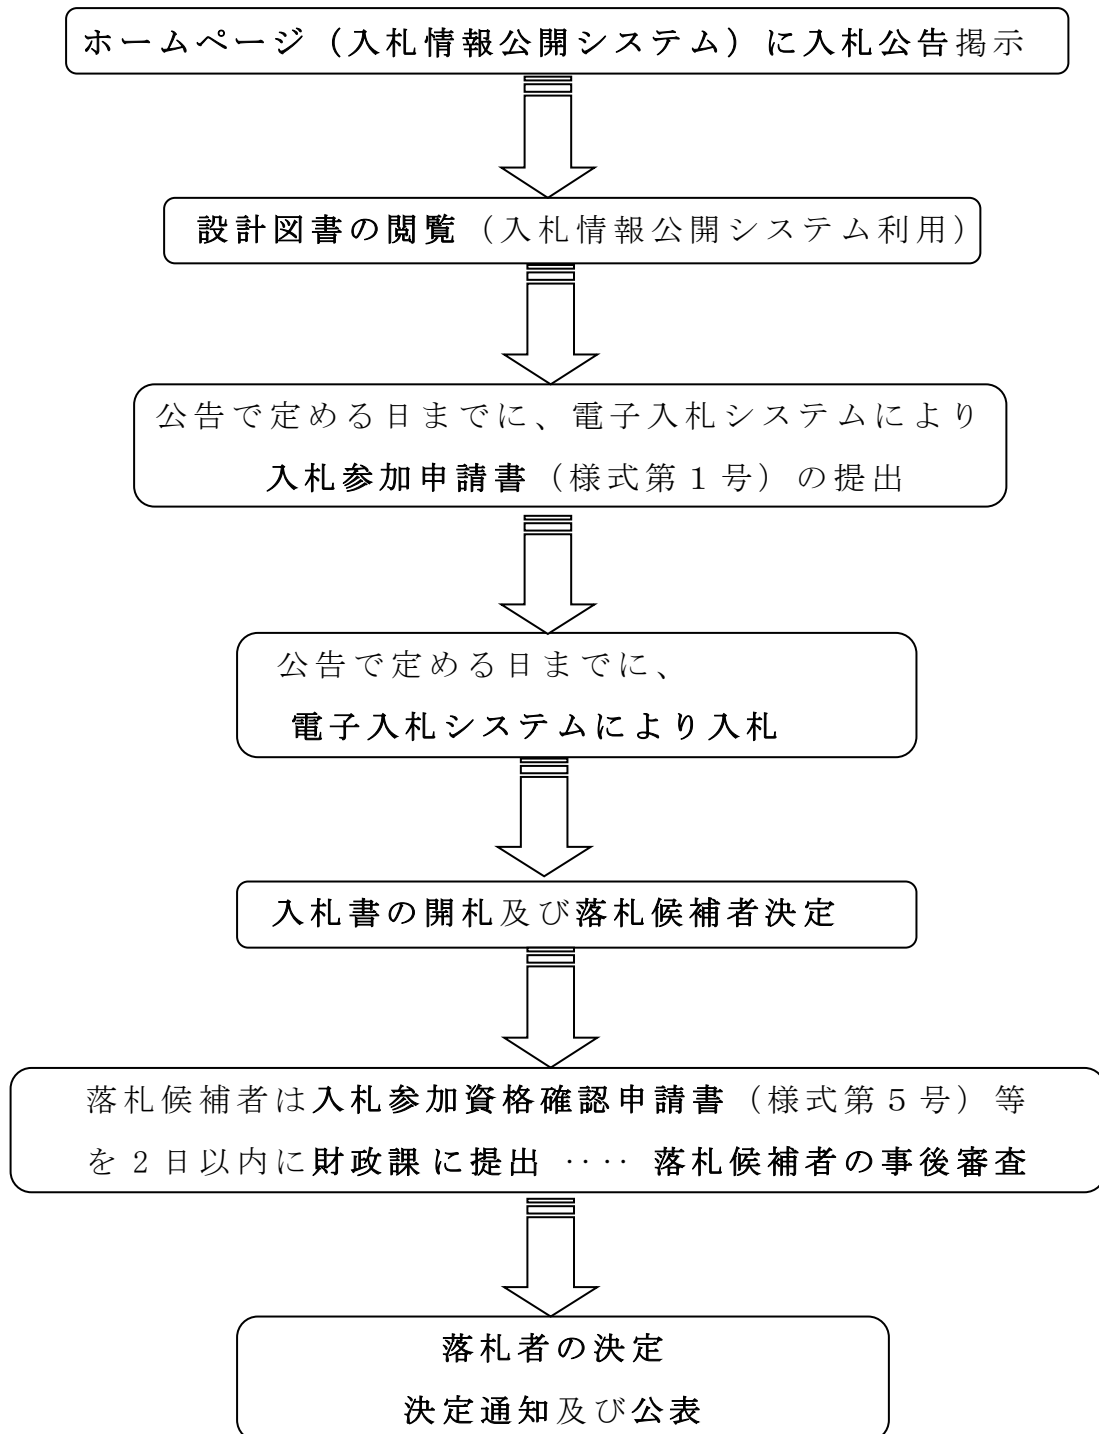 ホームページ（入札情報公開システム）に入札公告掲示
設計図書の閲覧（入札情報公開システム利用）
公告で定める日までに、電子入札システムにより
入札参加申請書（様式第１号）の提出
公告で定める日までに、
電子入札システムにより入札
入札書の開札及び落札候補者決定
落札候補者は入札参加資格確認申請書（様式第５号）等
を２日以内に財政課に提出 ‥‥ 落札候補者の事後審査
落札者の決定
決定通知及び公表